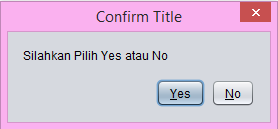 Confirm Title
Silahkan Pilih Yes atau No
Yes No